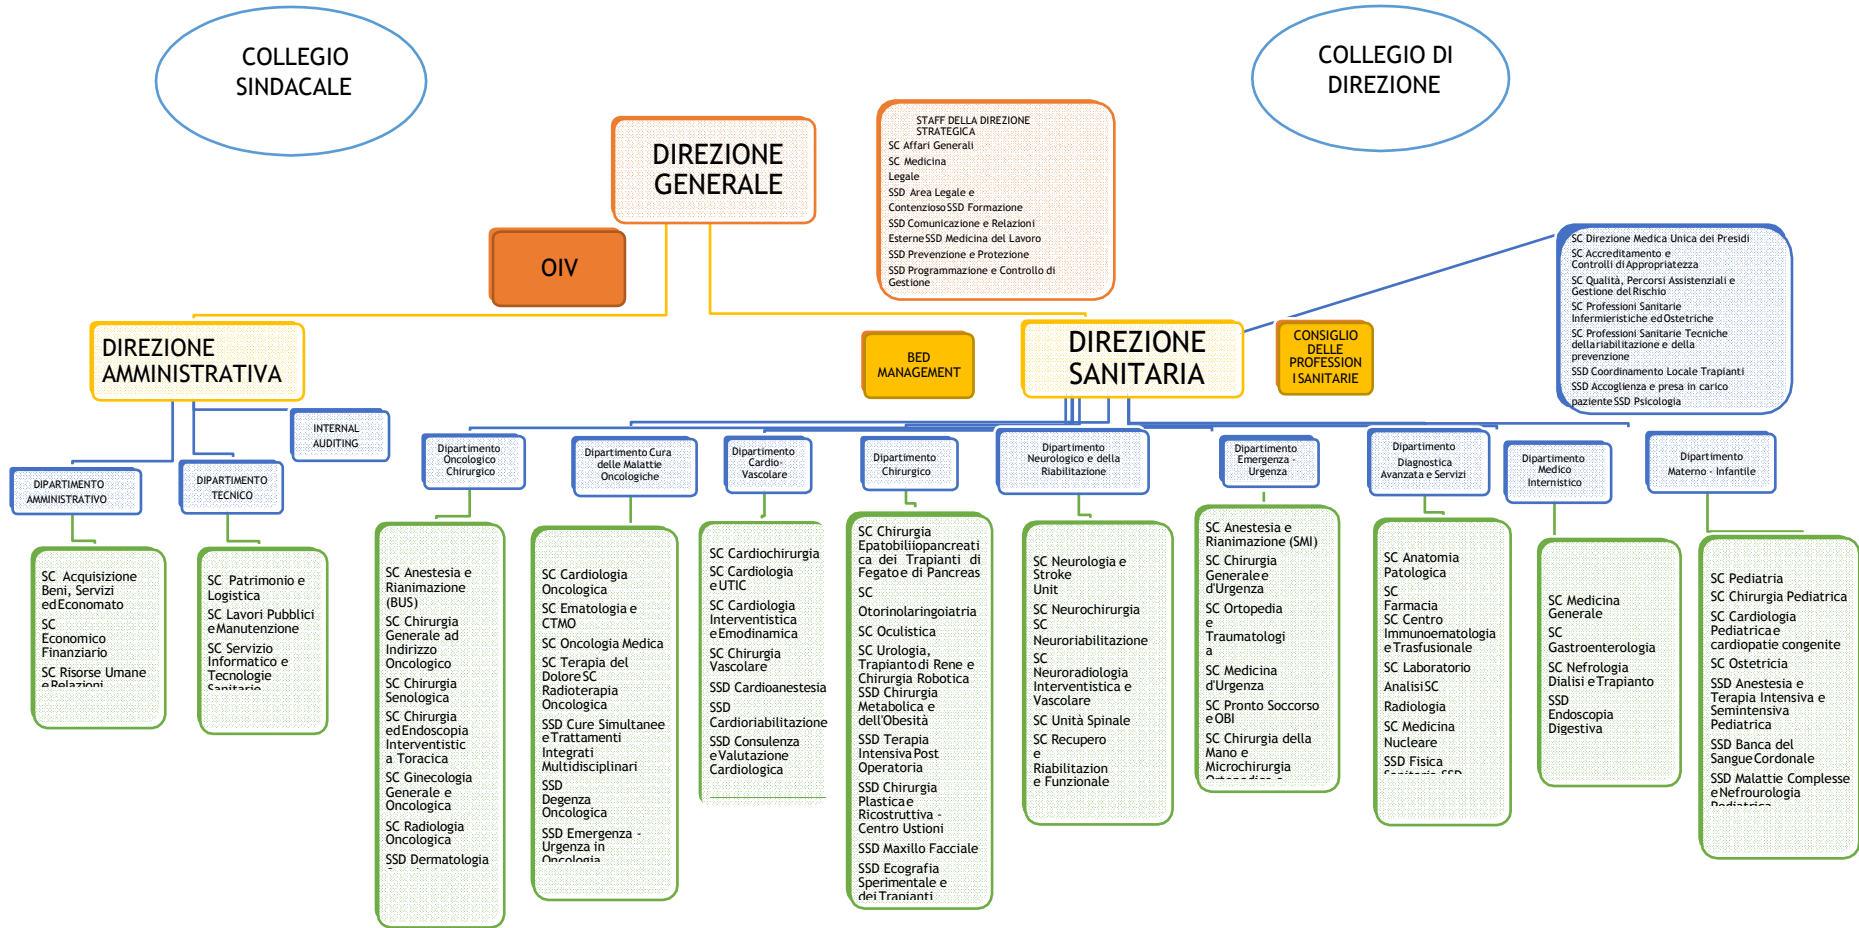 COLLEGIO
SINDACALE
COLLEGIO DI
DIREZIONE
DIREZIONE
GENERALE
STAFF DELLA DIREZIONE
STRATEGICA
SC Affari Generali
SC Medicina
Legale
SSD Area Legale e
Contenzioso SSD Formazione
SSD Comunicazione e Relazioni
Esterne SSD Medicina del Lavoro
SSD Prevenzione e Protezione
SSD Programmazione e Controllo di
Gestione
OIV
SC Direzione Medica Unica dei Presidi
SC Accreditamento e
Controlli di Appropriatezza
SC Qualità, Percorsi Assistenziali e
Gestione del Rischio
SC Professioni Sanitarie
Infermieristiche ed Ostetriche
SC Professioni Sanitarie Tecniche
della riabilitazione e della
prevenzione
SSD Coordinamento Locale Trapianti
SSD Accoglienza e presa in carico
paziente SSD Psicologia
DIREZIONE
AMMINISTRATIVA
BED
MANAGEMENT
DIREZIONE
SANITARIA
CONSIGLIO
DELLE
PROFESSION
I SANITARIE
INTERNAL
AUDITING
DIPARTIMENTO
AMMINISTRATIVO
DIPARTIMENTO
TECNICO
Dipartimento
Oncologico
Chirurgico
Dipartimento Cura
delle Malattie
Oncologiche
Dipartimento
Cardio-
Vascolare
Dipartimento
Chirurgico
Dipartimento
Neurologico e della
Riabilitazione
Dipartimento
Emergenza -
Urgenza
Dipartimento
Diagnostica
Avanzata e Servizi
Dipartimento
Medico
Internistico
Dipartimento
Materno - Infantile
SC Acquisizione
Beni, Servizi
ed Economato
SC
Economico
Finanziario
SC Risorse Umane
e Relazioni
SC Patrimonio e
Logistica
SC Lavori Pubblici
e Manutenzione
SC Servizio
Informatico e
Tecnologie
Sanitarie
SC Anestesia e
Rianimazione
(BUS)
SC Chirurgia
Generale ad
Indirizzo
Oncologico
SC Chirurgia
Senologica
SC Chirurgia
ed Endoscopia
Interventistic
a Toracica
SC Ginecologia
Generale e
Oncologica
SC Radiologia
Oncologica
SSD Dermatologia
SC Cardiologia
Oncologica
SC Ematologia e
CTMO
SC Oncologia Medica
SC Terapia del
Dolore SC
Radioterapia
Oncologica
SSD Cure Simultanee
e Trattamenti
Integrati
Multidisciplinari
SSD
Degenza
Oncologica
SSD Emergenza -
Urgenza in
Oncologia
SC Cardiochirurgia
SC Cardiologia
e UTIC
SC Cardiologia
Interventistica
e Emodinamica
SC Chirurgia
Vascolare
SSD Cardioanestesia
SSD
Cardioriabilitazione
SSD Consulenza
e Valutazione
Cardiologica
SC Chirurgia
Epatobiliiopancreati
ca dei Trapianti di
Fegato e di Pancreas
SC
Otorinolaringoiatria
SC Oculistica
SC Urologia,
Trapianto di Rene e
Chirurgia Robotica
SSD Chirurgia
Metabolica e
dell'Obesità
SSD Terapia
Intensiva Post
Operatoria
SSD Chirurgia
Plastica e
Ricostruttiva -
Centro Ustioni
SSD Maxillo Facciale
SSD Ecografia
Sperimentale e
dei Trapianti
SC Neurologia e
Stroke
Unit
SC Neurochirurgia
SC
Neuroriabilitazione
SC
Neuroradiologia
Interventistica e
Vascolare
SC Unità Spinale
SC Recupero
e
Riabilitazion
e Funzionale
SC Anestesia e
Rianimazione (SMI)
SC Chirurgia
Generale e
d'Urgenza
SC Ortopedia
e
Traumatologi
a
SC Medicina
d'Urgenza
SC Pronto Soccorso
e OBI
SC Chirurgia della
Mano e
Microchirurgia
Ortopedica e
SC Anatomia
Patologica
SC
Farmacia
SC Centro
Immunoematologia
e Trasfusionale
SC Laboratorio
Analisi SC
Radiologia
SC Medicina
Nucleare
SSD Fisica
Sanitaria SSD
SC Medicina
Generale
SC
Gastroenterologia
SC Nefrologia
Dialisi e Trapianto
SSD
Endoscopia
Digestiva
SC Pediatria
SC Chirurgia Pediatrica
SC Cardiologia
Pediatrica e
cardiopatie congenite
SC Ostetricia
SSD Anestesia e
Terapia Intensiva e
Semintensiva
Pediatrica
SSD Banca del
Sangue Cordonale
SSD Malattie Complesse
e Nefrourologia
Pediatrica